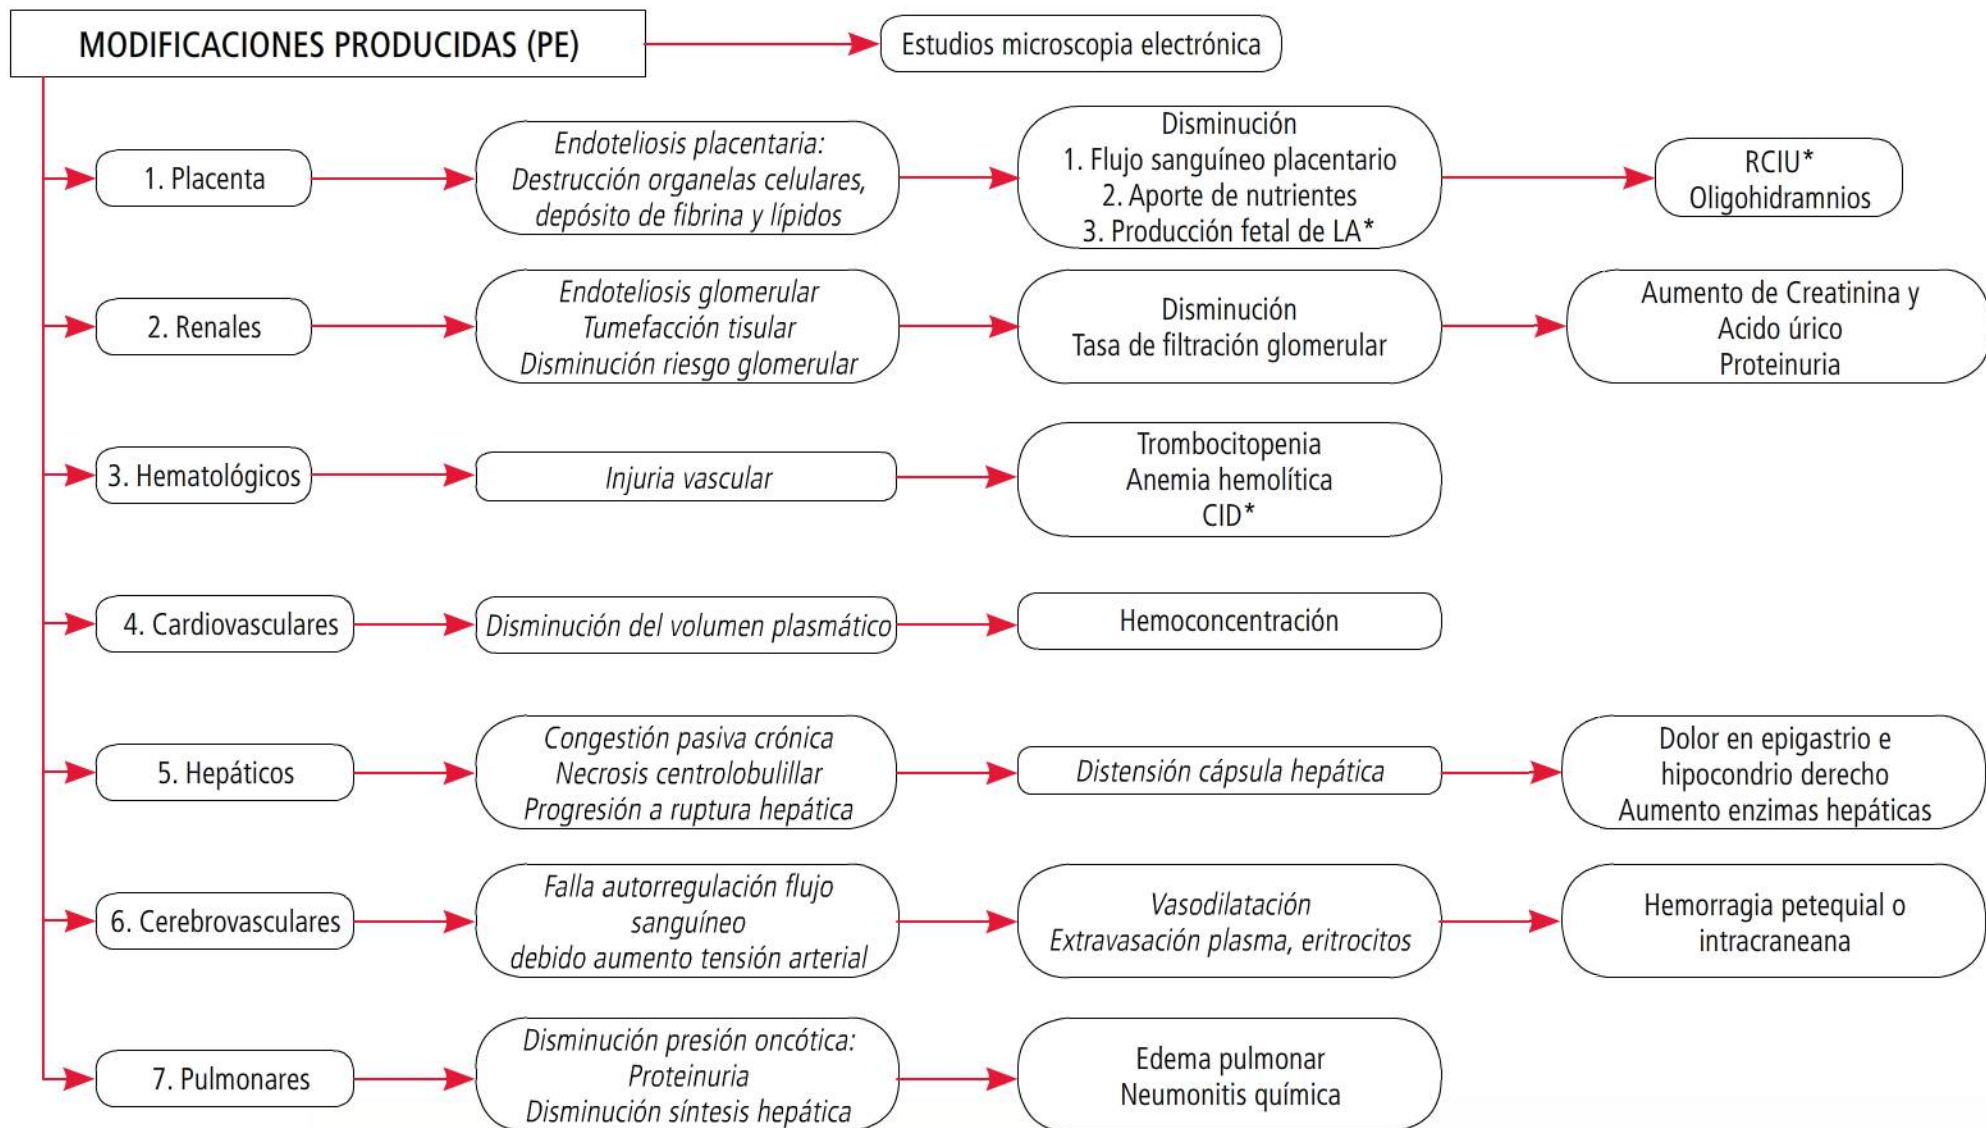 MODIFICACIONES PRODUCIDAS (PE)
Estudios microscopia electrónica
1. Placenta
Endoteliosis placentaria:
Destrucción organelas celulares,
depósito de fibrina y lípidos
Disminución
1. Flujo sanguíneo placentario
2. Aporte de nutrientes
3. Producción fetal de LA*
RCIU*
Oligohidramnios
2. Renales
Endoteliosis glomerular
Tumefacción tisular
Disminución riesgo glomerular
Disminución
Tasa de filtración glomerular
Aumento de Creatinina y
Acido úrico
Proteinuria
3. Hematológicos
Injuria vascular
Trombocitopenia
Anemia hemolítica
CID*
4. Cardiovasculares
Disminución del volumen plasmático
Hemoconcentración
5. Hepáticos
Congestión pasiva crónica
Necrosis centrolobulillar
Progresión a ruptura hepática
Distensión cápsula hepática
Dolor en epigastrio e
hipocondrio derecho
Aumento enzimas hepáticas
6. Cerebrovasculares
Falla autorregulación flujo
sanguíneo
debido aumento tensión arterial
Vasodilatación
Extravasación plasma, eritrocitos
Hemorragia petequial o
intracraneana
7. Pulmonares
Disminución presión oncótica:
Proteinuria
Disminución síntesis hepática
Edema pulmonar
Neumonitis química